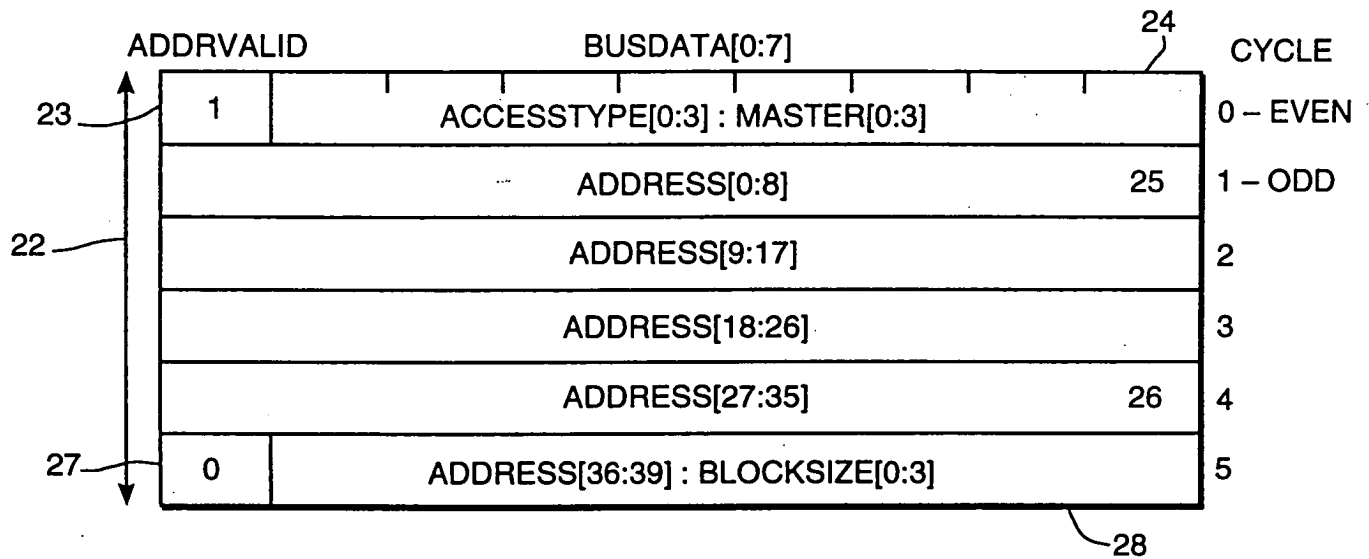 24
ADDRVALID BUSDATA[0:7] CYCLE
23 1 ACCESSTYPE[0:3] : MASTER[0:3] 0 – EVEN
ADDRESS[0:8] 25 1 – ODD
22 ADDRESS[9:17] 2
ADDRESS[18:26] 3
ADDRESS[27:35] 26 4
27 0 ADDRESS[36:39] : BLOCKSIZE[0:3] 5
28